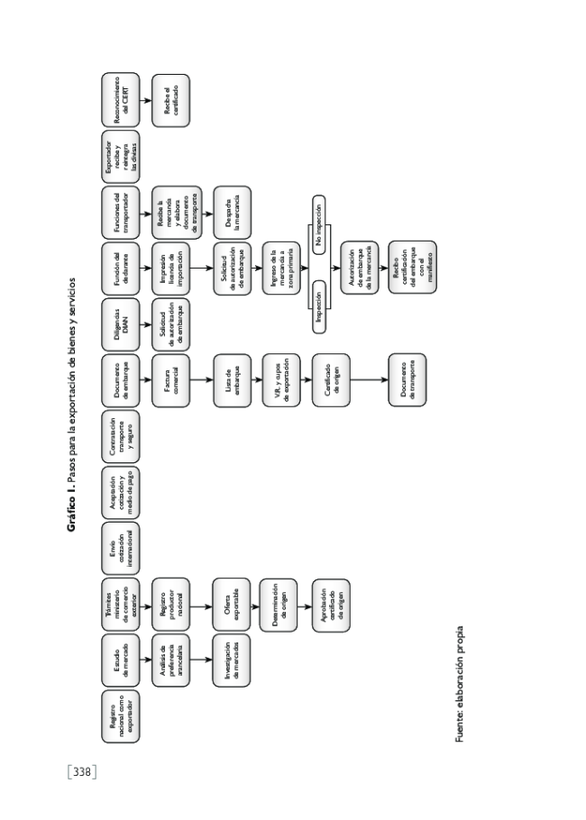 Gráfico 1. Pasos para la exportación de bienes y servicios
Registro
nacional como
exportador
Estudio
de mercado
Análisis de
preferencia
arancelaria
Investigación
de mercados
Trámites
ministerio
de comercio
exterior
Registro
productor
nacional
Oferta
exportable
Determinación
de origen
Aprobación
certificado
de origen
Envío
cotización
internacional
Aceptación
cotización y
medio de pago
Contratación
transporte
y seguro
Documento
de embarque
Factura
comercial
Lista de
embarque
V.R. y cupos
de exportación
Certificado
de origen
Documento
de transporte
Diligencias
DIAN
Solicitud
de autorización
de embarque
Función del
declarante
Impresión
licencia de
importación
Solicitud
de autorización
de embarque
Ingreso de la
mercancía a
zona primaria
Inspección
No inspección
Autorización
de embarque
de la mercancía
Recibo
certificación
del embarque
con el
manifiesto
Funciones del
transportador
Recibe la
mercancía
y elabora
documento
de transporte
Despacha
la mercancía
Exportador
recibe y
reintegra
las divisas
Reconocimiento
del CERT
Recibe el
certificado
Fuente: elaboración propia
[338]